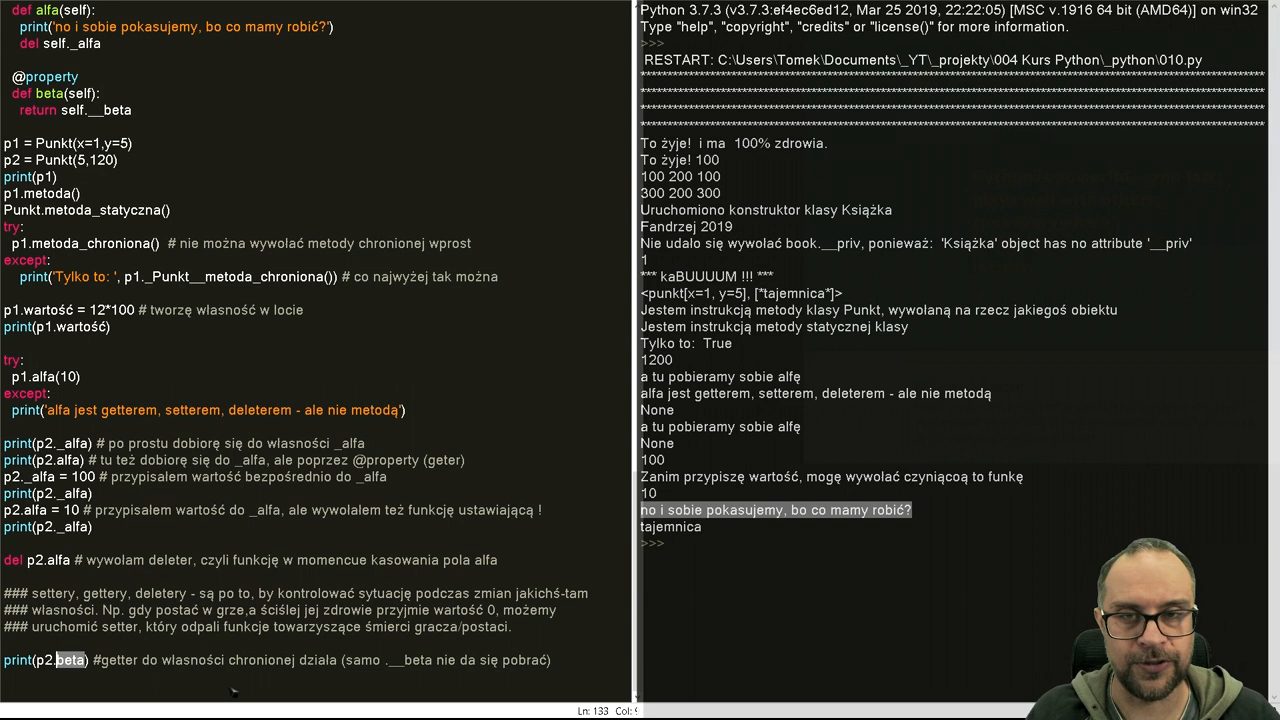 def alfa(self):
print('no i sobie pokasujemy, bo co mamy robić?')
del self._alfa
@property
def beta(self):
return self.__beta
p1 = Punkt(x=1,y=5)
p2 = Punkt(5,120)
print(p1)
p1.metoda()
Punkt.metoda_statyczna()
try:
p1.metoda_chroniona() # nie można wywołać metody chronionej wprost
except:
print('Tylko to: ', p1._Punkt__metoda_chroniona()) # co najwyżej tak można
p1.wartość = 12*100 # tworzę własność w locie
print(p1.wartość)
try:
p1.alfa(10)
except:
print('alfa jest getterem, setterem, deleterem - ale nie metodą')
print(p2._alfa) # po prostu dobiorę się do własności _alfa
print(p2.alfa) # tu też dobiorę się do _alfa, ale poprzez @property (geter)
p2._alfa = 100 # przypisałem wartość bezpośrednio do _alfa
print(p2._alfa)
p2.alfa = 10 # przypisałem wartość do _alfa, ale wywołałem też funkcję ustawiającą !
print(p2._alfa)
del p2.alfa # wywołam deleter, czyli funkcję w momencue kasowania pola alfa
### settery, gettery, deletery - są po to, by kontrolować sytuację podczas zmian jakichś-tam
### własności. Np. gdy postać w grze,a ściślej jej zdrowie przyjmie wartość 0, możemy
### uruchomić setter, który odpali funkcje towarzyszące śmierci gracza/postaci.
print(p2.beta) #getter do własności chronionej działa (samo .__beta nie da się pobrać)
Ln: 133 Col:
Python 3.7.3 (v3.7.3:ef4ec6ed12, Mar 25 2019, 22:22:05) [MSC v.1916 64 bit (AMD64)] on win32
Type "help", "copyright", "credits" or "license()" for more information.
>>>
RESTART: C:\Users\Tomek\Documents\_YT\_projekty\004 Kurs Python\_python\010.py
To żyje! i ma 100% zdrowia.
To żyje! 100
100 200 100
300 200 300
Uruchomiono konstruktor klasy Książka
Fandrzej 2019
Nie udało się wywołać book.__priv, ponieważ: 'Książka' object has no attribute '__priv'
1
*** kaBUUUUM !!! ***
<punkt[x=1, y=5], [*tajemnica*]>
Jestem instrukcją metody klasy Punkt, wywołaną na rzecz jakiegoś obiektu
Jestem instrukcją metody statycznej klasy
Tylko to: True
1200
a tu pobieramy sobie alfę
alfa jest getterem, setterem, deleterem - ale nie metodą
None
a tu pobieramy sobie alfę
None
100
Zanim przypiszę wartość, mogę wywołać czyniącoą to funkę
10
no i sobie pokasujemy, bo co mamy robić?
tajemnica
>>>